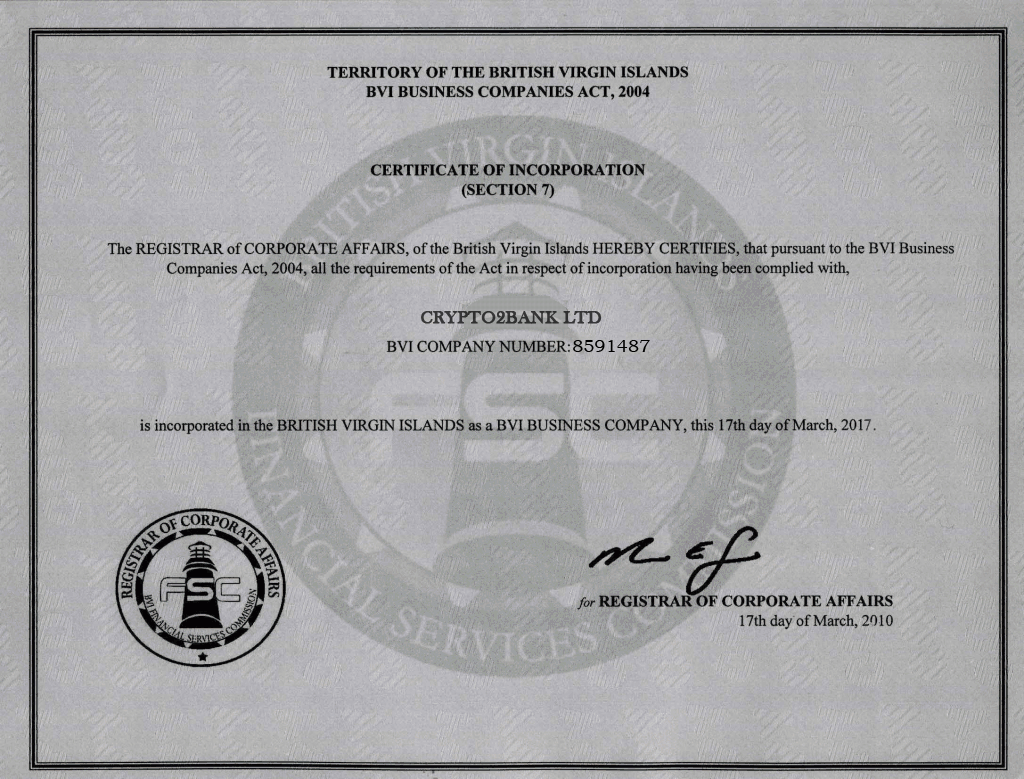 TERRITORY OF THE BRITISH VIRGIN ISLANDS
BVI BUSINESS COMPANIES ACT, 2004
CERTIFICATE OF INCORPORATION
(SECTION 7)
The REGISTRAR of CORPORATE AFFAIRS, of the British Virgin Islands HEREBY CERTIFIES, that pursuant to the BVI Business
Companies Act, 2004, all the requirements of the Act in respect of incorporation having been complied with,
CRYPTO2BANK LTD
BVI COMPANY NUMBER:8591487
is incorporated in the BRITISH VIRGIN ISLANDS as a BVI BUSINESS COMPANY, this 17th day of March, 2017.
BRITISH VIRGIN ISLANDS
FSC
FINANCIAL SERVICES COMMISSION
REGISTRAR OF CORPORATE AFFAIRS
FSC
BVI FINANCIAL SERVICES COMMISSION
for REGISTRAR OF CORPORATE AFFAIRS
17th day of March, 2010